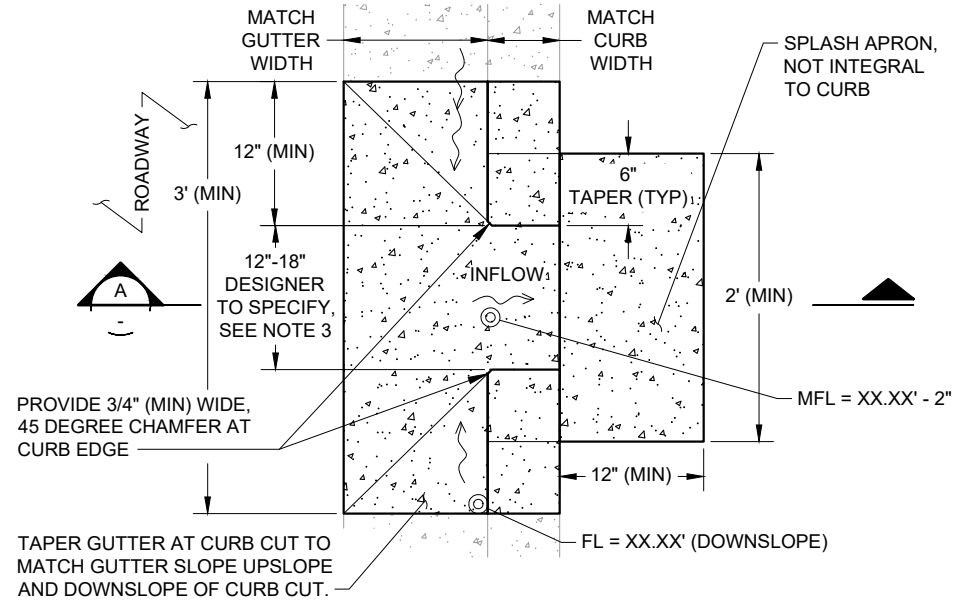 MATCH
GUTTER
WIDTH
MATCH
CURB
WIDTH
SPLASH APRON,
NOT INTEGRAL
TO CURB
ROADWAY
3' (MIN)
12" (MIN)
6"
TAPER (TYP)
12"-18"
DESIGNER
TO SPECIFY,
SEE NOTE 3
INFLOW
A
-
2' (MIN)
MFL = XX.XX' - 2"
PROVIDE 3/4" (MIN) WIDE,
45 DEGREE CHAMFER AT
CURB EDGE
12" (MIN)
FL = XX.XX' (DOWNSLOPE)
TAPER GUTTER AT CURB CUT TO
MATCH GUTTER SLOPE UPSLOPE
AND DOWNSLOPE OF CURB CUT.